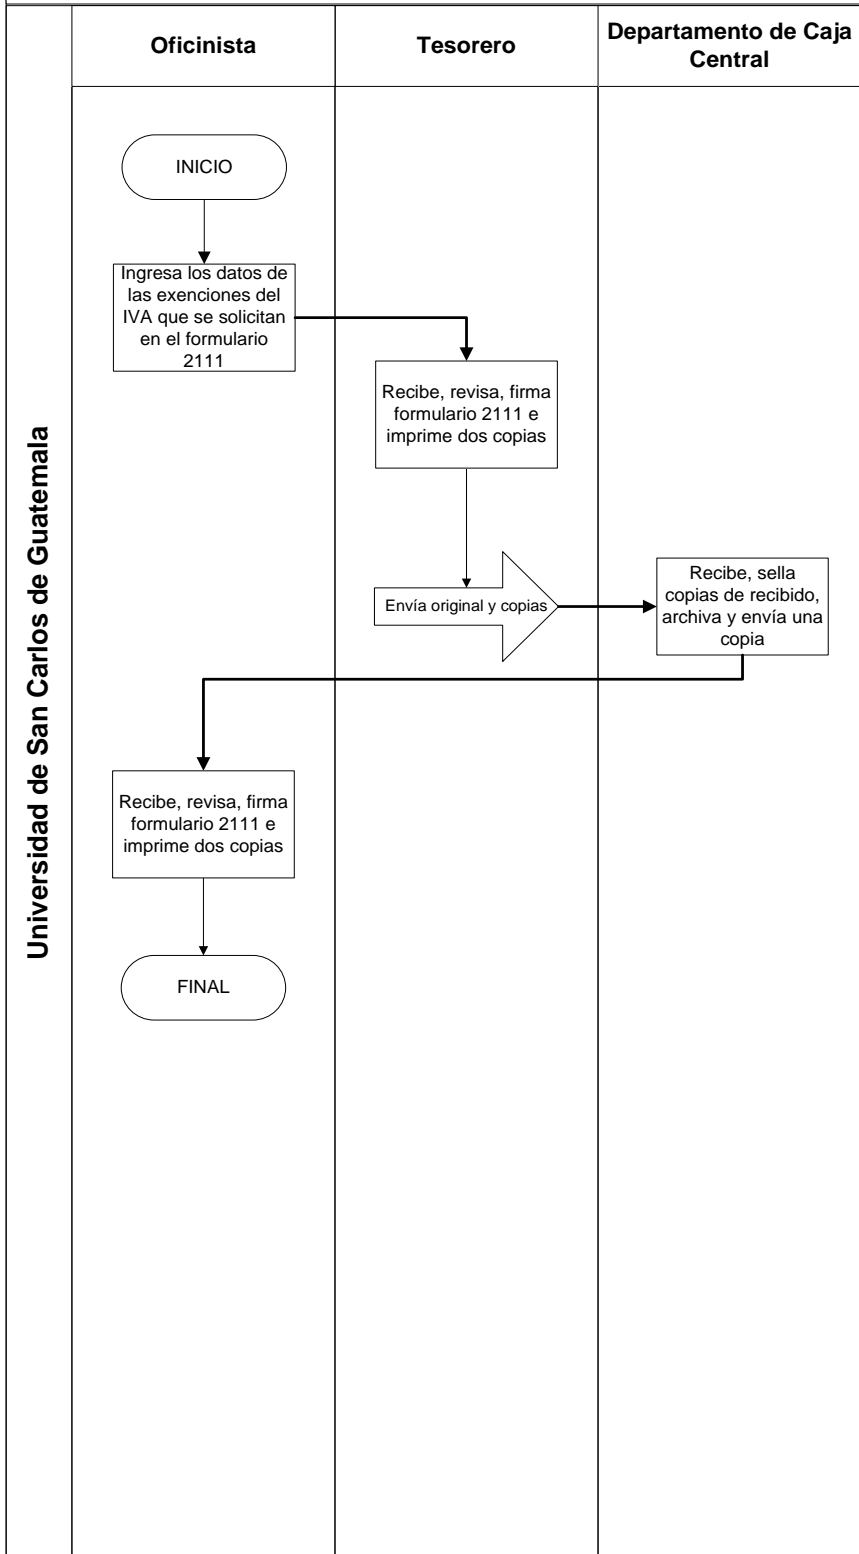 Universidad de San Carlos de Guatemala
Oficinista
Tesorero
Departamento de Caja
Central
INICIO
Ingresa los datos de
las exenciones del
IVA que se solicitan
en el formulario
2111
Recibe, revisa, firma
formulario 2111 e
imprime dos copias
Envía original y copias
Recibe, sella
copias de recibido,
archiva y envía una
copia
Recibe, revisa, firma
formulario 2111 e
imprime dos copias
FINAL